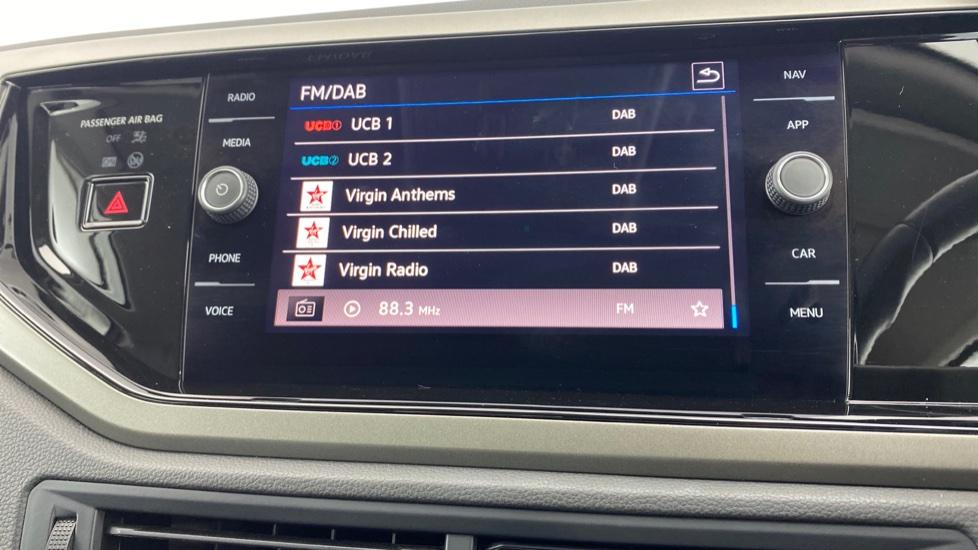 PASSENGER AIR BAG
OFF
RADIO
MEDIA
PHONE
VOICE
FM/DAB
UCB1 UCB 1 DAB
UCB2 UCB 2 DAB
Virgin Anthems DAB
Virgin Chilled DAB
Virgin Radio DAB
88.3 MHz FM
NAV
APP
CAR
MENU